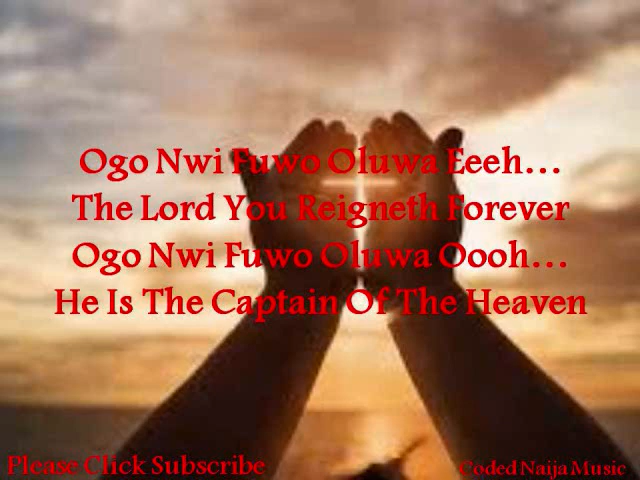 Ogo Nwi Fuwo Oluwa Eeeh...
The Lord You Reigneth Forever
Ogo Nwi Fuwo Oluwa Oooh...
He Is The Captain Of The Heaven
Please Click Subscribe
Coded Naija Music